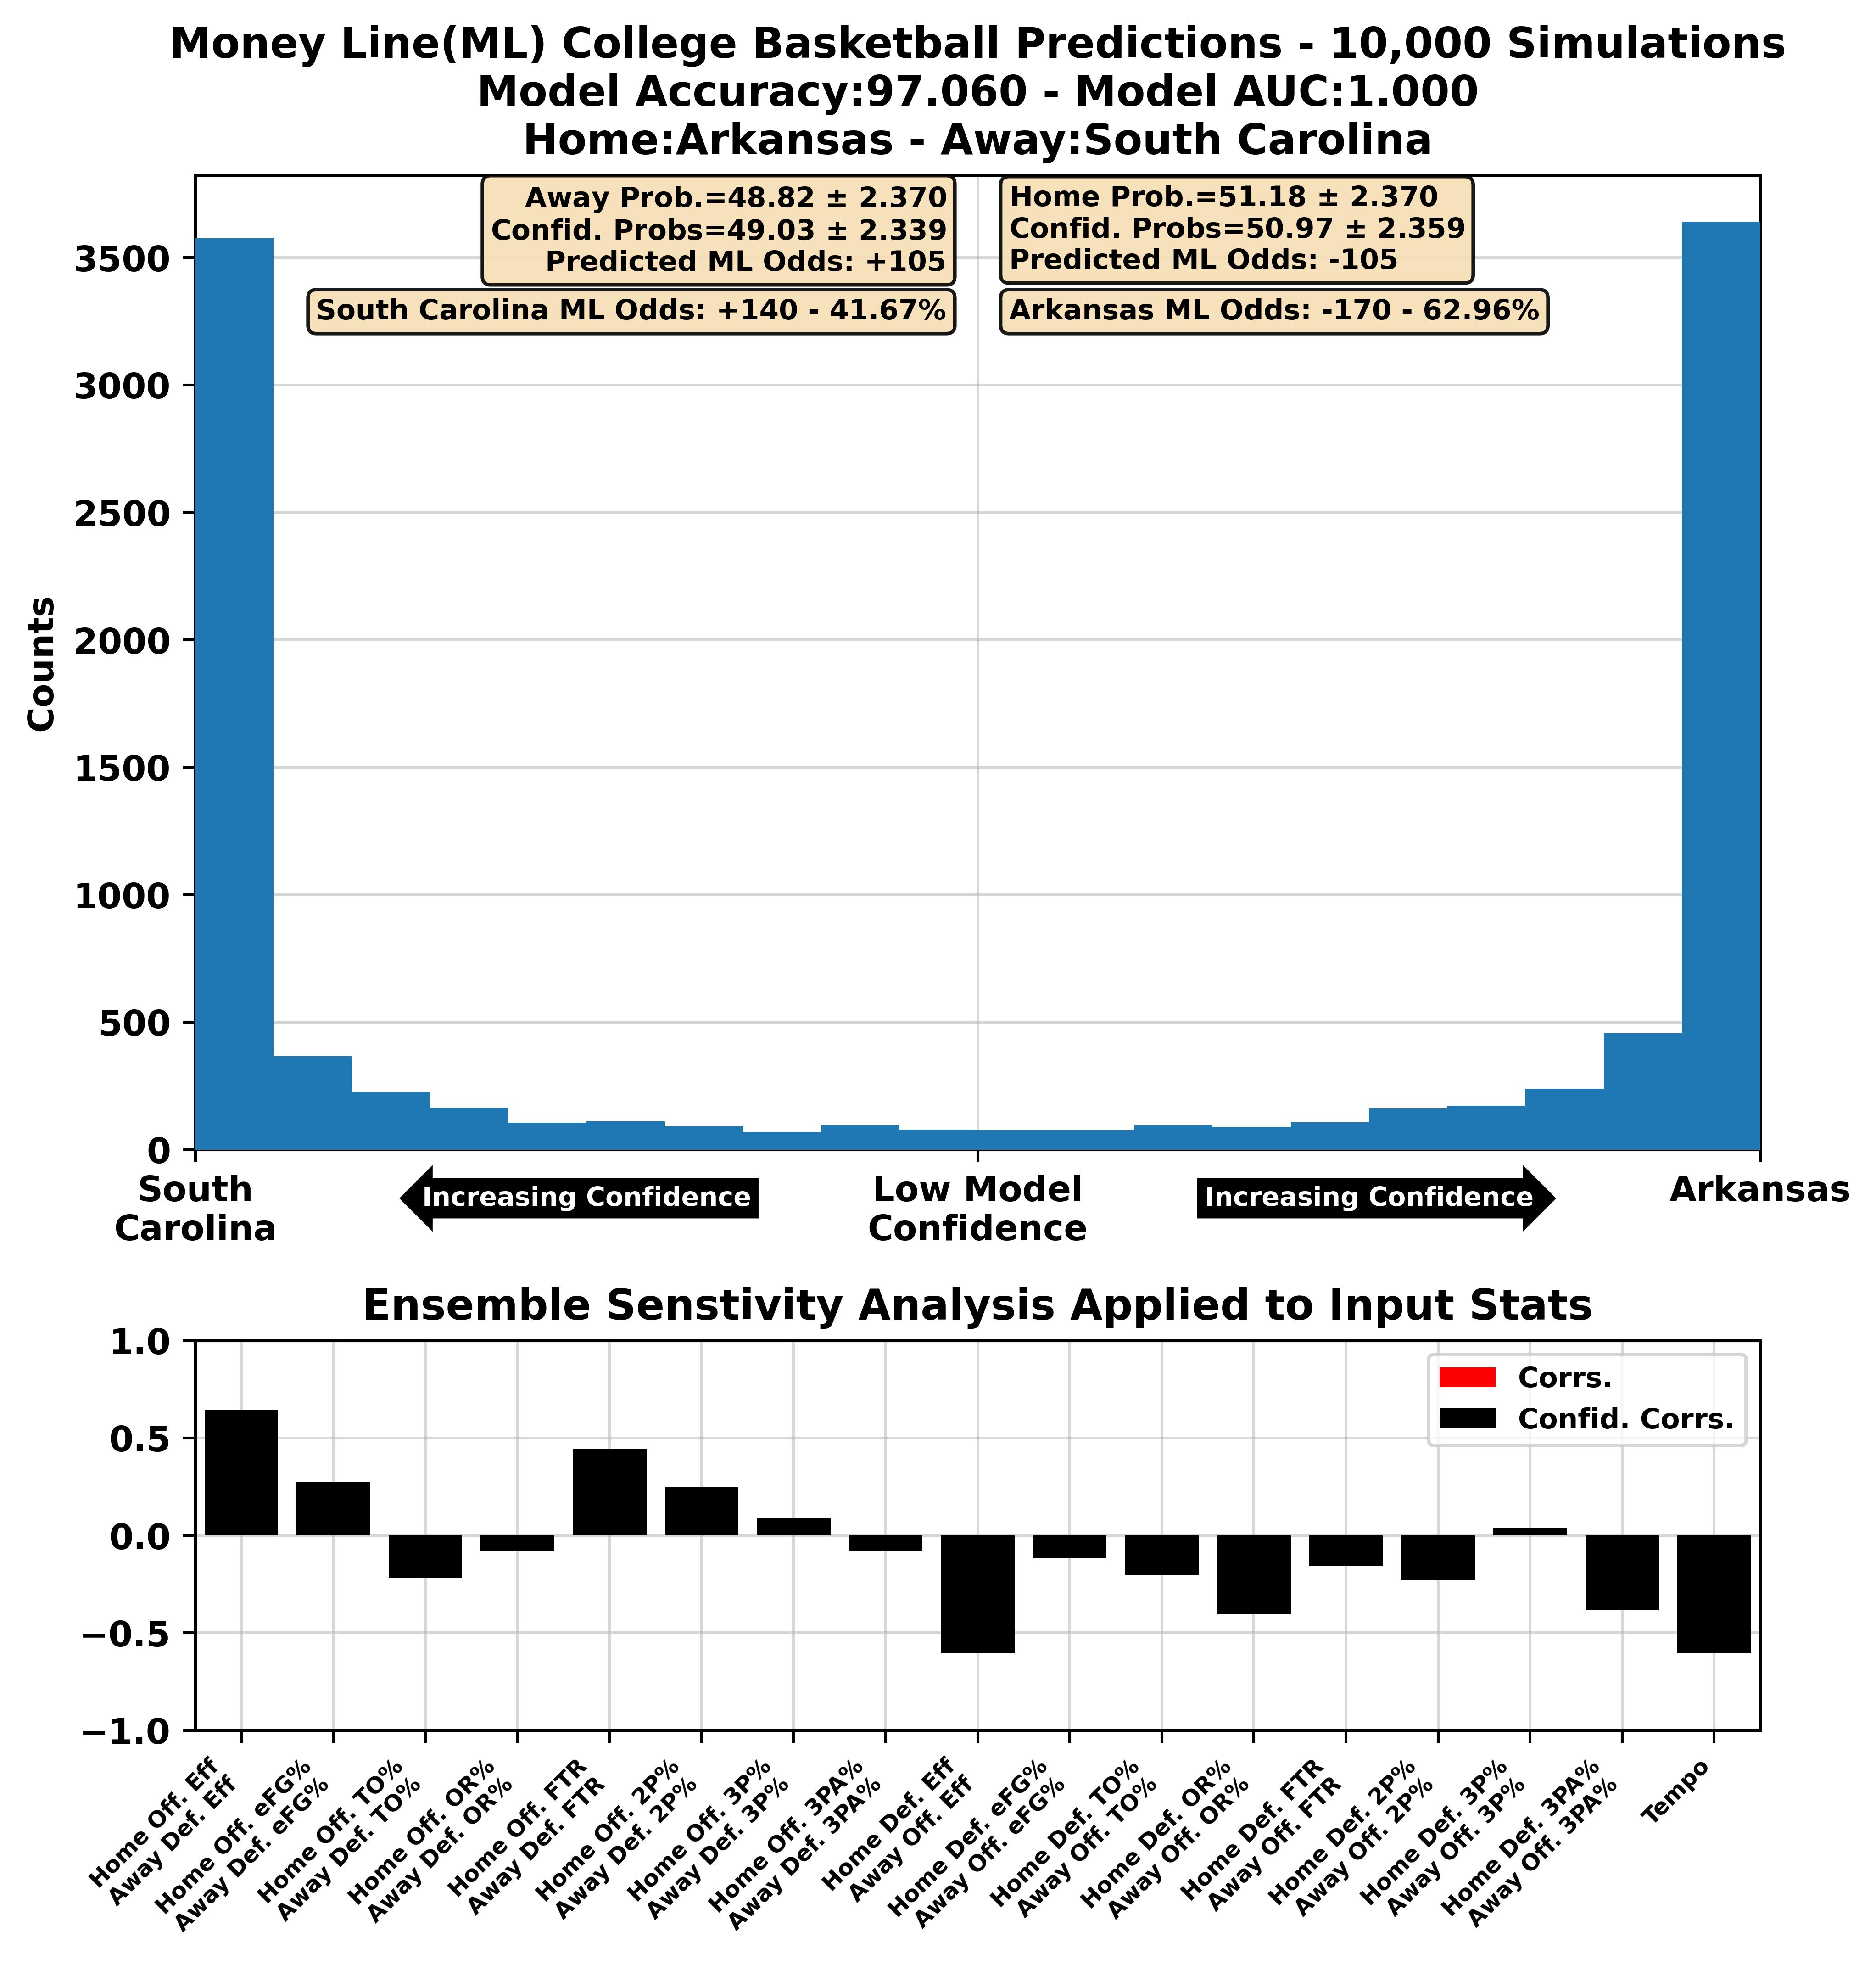 Money Line(ML) College Basketball Predictions - 10,000 Simulations
Model Accuracy:97.060 - Model AUC:1.000
Home:Arkansas - Away:South Carolina
Away Prob.=48.82 ± 2.370
Confid. Probs=49.03 ± 2.339
Predicted ML Odds: +105
South Carolina ML Odds: +140 - 41.67%
Home Prob.=51.18 ± 2.370
Confid. Probs=50.97 ± 2.359
Predicted ML Odds: -105
Arkansas ML Odds: -170 - 62.96%
Counts
3500
3000
2500
2000
1500
1000
500
0
South
Carolina
Increasing Confidence
Low Model
Confidence
Increasing Confidence
Arkansas
Ensemble Senstivity Analysis Applied to Input Stats
Corrs.
Confid. Corrs.
1.0
0.5
0.0
−0.5
−1.0
Home Off. Eff
Away Def. Eff
Home Off. eFG%
Away Def. eFG%
Home Off. TO%
Away Def. TO%
Home Off. OR%
Away Def. OR%
Home Off. FTR
Away Def. FTR
Home Off. 2P%
Away Def. 2P%
Home Off. 3P%
Away Def. 3P%
Home Off. 3PA%
Away Def. 3PA%
Home Def. Eff
Away Off. Eff
Home Def. eFG%
Away Off. eFG%
Home Def. TO%
Away Off. TO%
Home Def. OR%
Away Off. OR%
Home Def. FTR
Away Off. FTR
Home Def. 2P%
Away Off. 2P%
Home Def. 3P%
Away Off. 3P%
Home Def. 3PA%
Away Off. 3PA%
Tempo